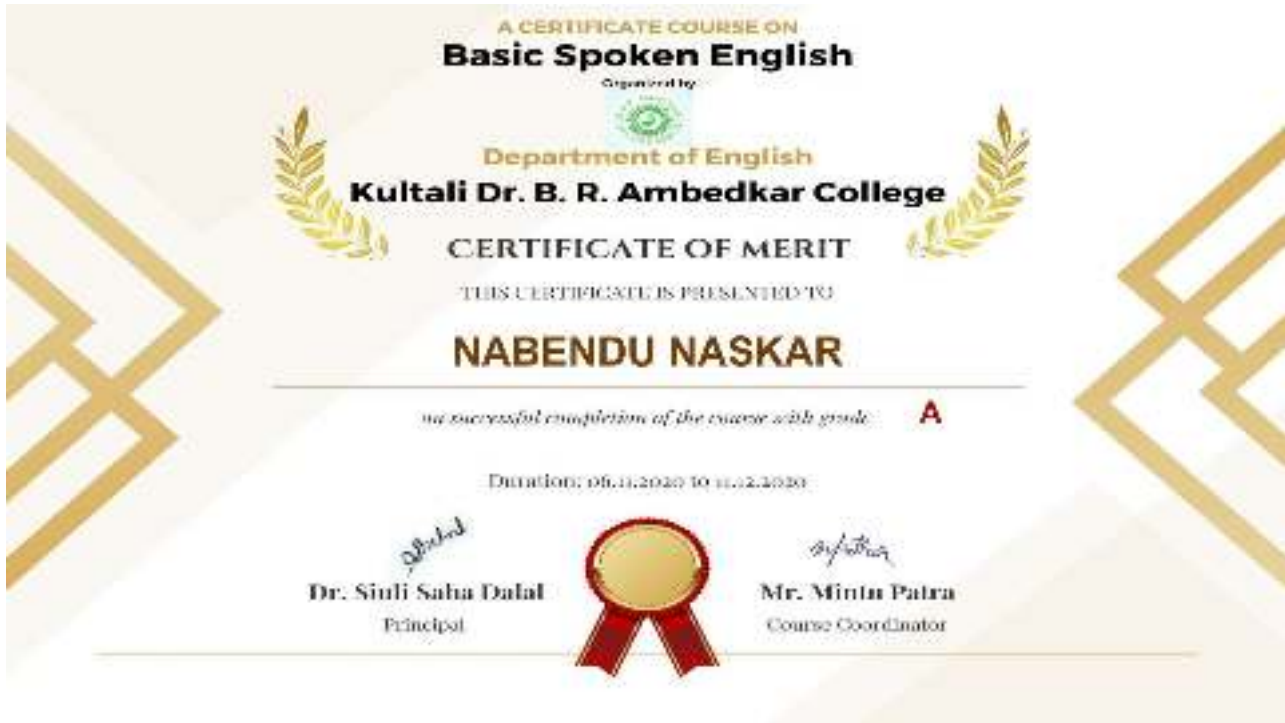 A CERTIFICATE COURSE ON
Basic Spoken English
Organized by
Department of English
Kultali Dr. B. R. Ambedkar College
CERTIFICATE OF MERIT
THIS CERTIFICATE IS PRESENTED TO
NABENDU NASKAR
on successful completion of the course with grade A
Duration: 06.11.2020 to 11.12.2020
Dr. Siuli Saha Dalal
Principal
Mr. Mintu Patra
Course Coordinator